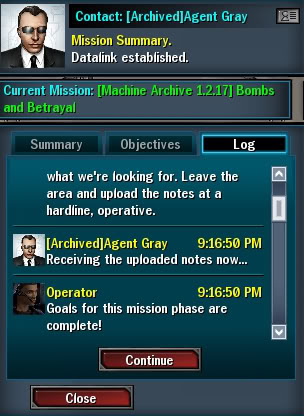 Contact: [Archived]Agent Gray
Mission Summary.
Datalink established.
Current Mission: [Machine Archive 1.2.17] Bombs
and Betrayal
Summary
Objectives
Log
what we're looking for. Leave
the area and upload the notes at a
hardline, operative.
[Archived]Agent Gray 9:16:50 PM
Receiving the uploaded notes now...
Operator 9:16:50 PM
Goals for this mission phase are
complete!
Continue
Close